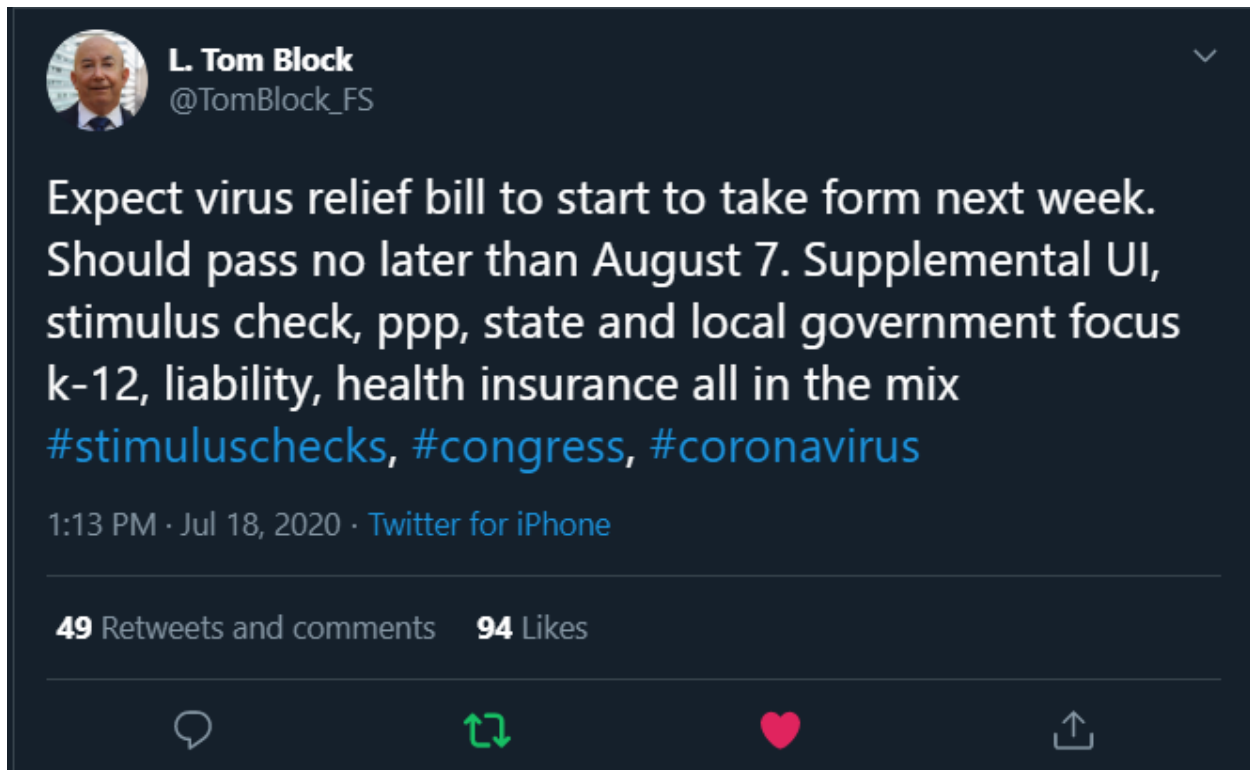 L. Tom Block
@TomBlock_FS
Expect virus relief bill to start to take form next week.
Should pass no later than August 7. Supplemental UI,
stimulus check, ppp, state and local government focus
k-12, liability, health insurance all in the mix
#stimuluschecks, #congress, #coronavirus
1:13 PM · Jul 18, 2020 · Twitter for iPhone
49 Retweets and comments 94 Likes